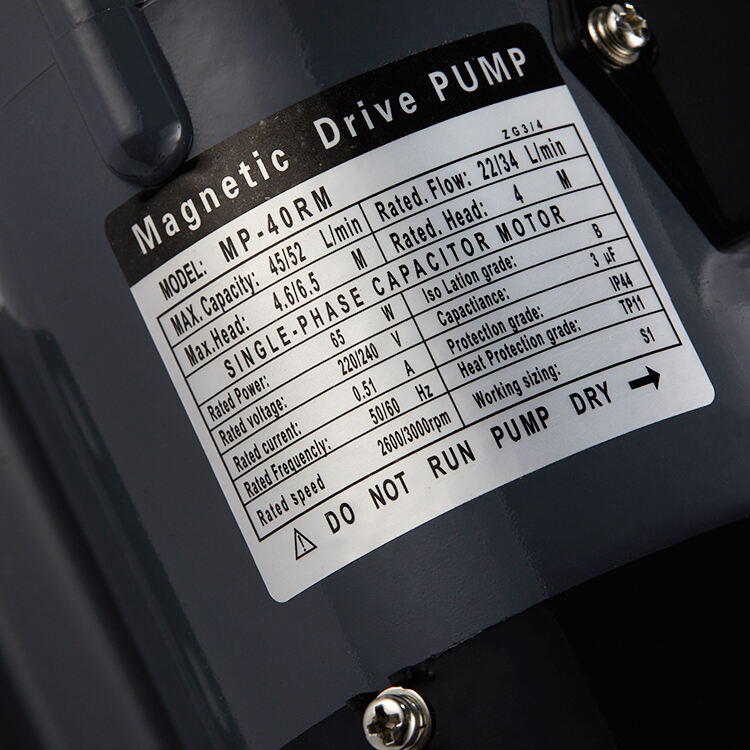 Magnetic Drive PUMP
MODEL: MP-40RM ZG3/4
MAX.Capacity: 45/52 L/min Rated. Flow: 22/34 L/min
Max.Head: 4.6/6.5 M Rated. Head: 4 M
SINGLE-PHASE CAPACITOR MOTOR
Rated Power: 65 W Iso Lation grade: B
Rated voltage: 220/240 V Capactiance: 3 μF
Rated current: 0.51 A Protection grade: IP44
Rated Frequencly: 50/60 Hz Heat Protection grade: TP11
Rated speed 2600/3000rpm Working sizing: S1
⚠ DO NOT RUN PUMP DRY →